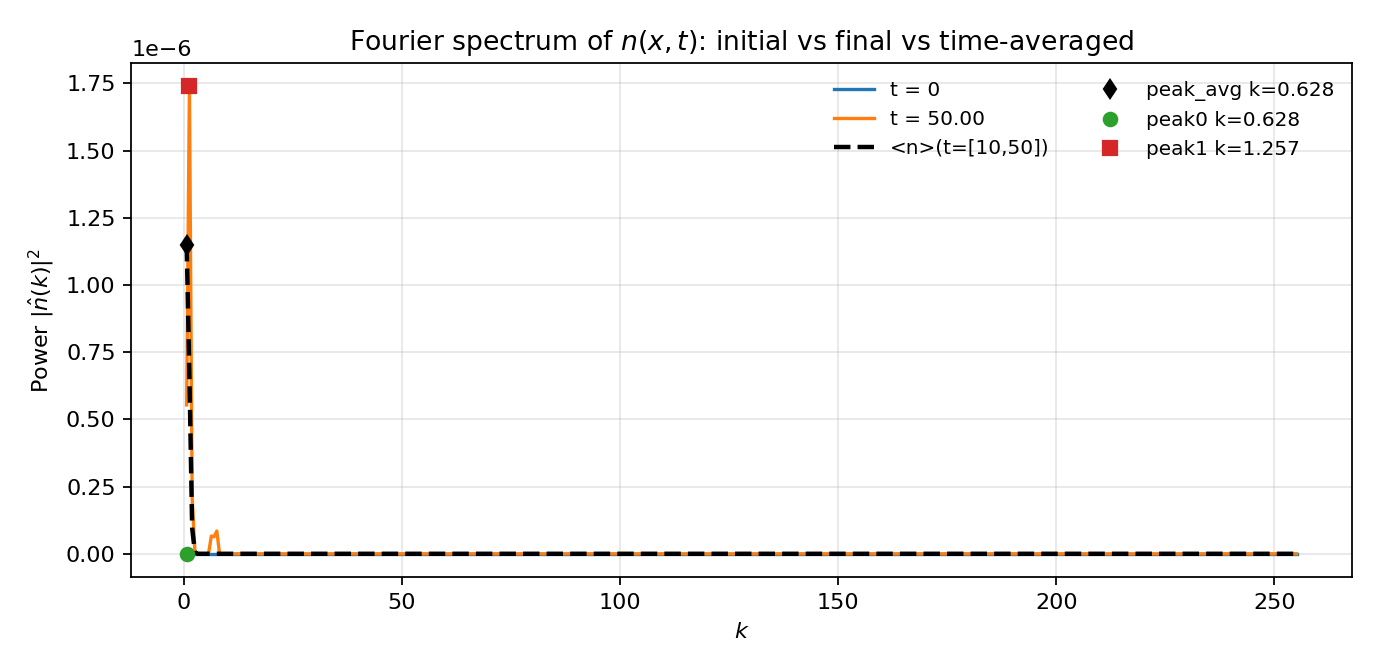 Fourier spectrum of n(x, t): initial vs final vs time-averaged
1e−6
1.75
1.50
1.25
1.00
0.75
0.50
0.25
0.00
Power |n̂(k)|²
0
50
100
150
200
250
k
t = 0
t = 50.00
<n>(t=[10,50])
peak_avg k=0.628
peak0 k=0.628
peak1 k=1.257